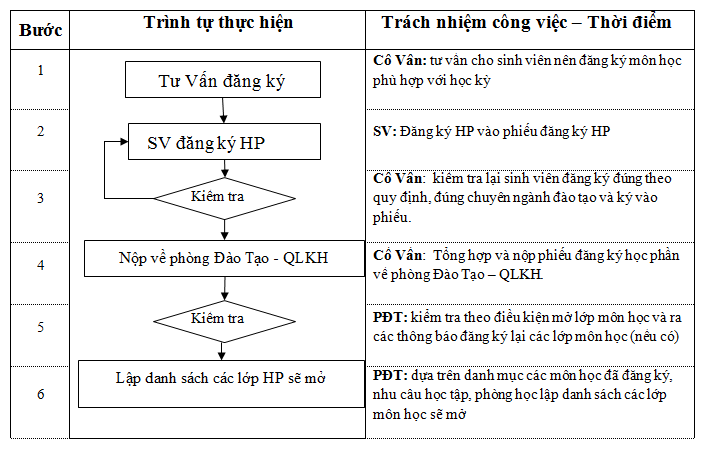 Bước
Trình tự thực hiện
Trách nhiệm công việc – Thời điểm
1
Tư Vấn đăng ký
Cô Vân: tư vân cho sinh viên nên đăng ký môn học
phù hợp với học kỳ
2
SV đăng ký HP
SV: Đăng ký HP vào phiếu đăng ký HP
3
Kiêm tra
Cô Vân: kiểm tra lại sinh viên đăng ký đúng theo
quy định, đúng chuyên ngành đào tạo và ký vào
phiếu.
4
Nộp về phòng Đào Tạo - QLKH
Cô Vân: Tổng hợp và nộp phiếu đăng ký học phần
về phòng Đào Tạo – QLKH.
5
Kiêm tra
PĐT: kiểm tra theo điều kiện mở lớp môn học và ra
các thông báo đăng ký lại các lớp môn học (nếu có)
6
Lập danh sách các lớp HP sẽ mở
PĐT: dựa trên danh mục các môn học đã đăng ký,
nhu câu học tập, phòng học lập danh sách các lớp
môn học sẽ mở